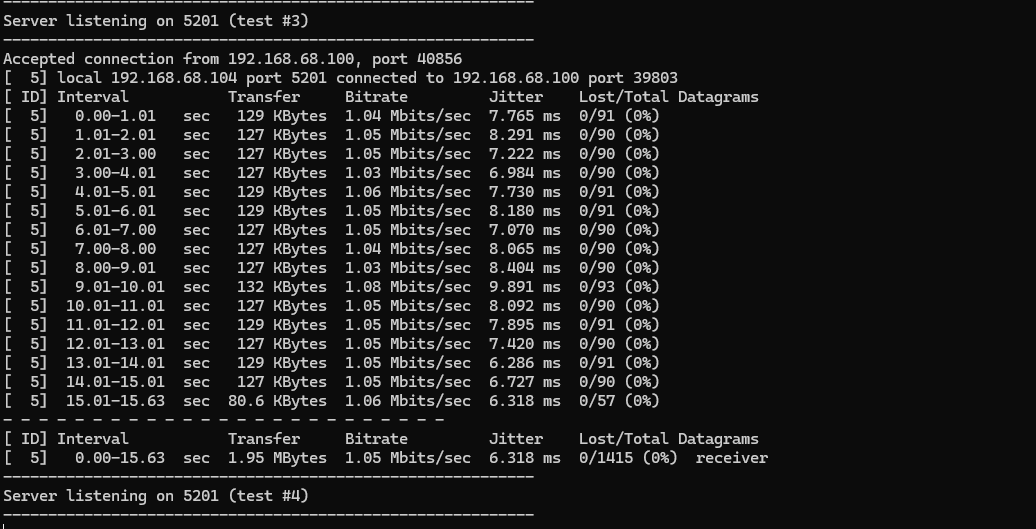 -----------------------------------------------------------
Server listening on 5201 (test #3)
-----------------------------------------------------------
Accepted connection from 192.168.68.100, port 40856
[  5] local 192.168.68.104 port 5201 connected to 192.168.68.100 port 39803
[ ID] Interval           Transfer     Bitrate         Jitter    Lost/Total Datagrams
[  5]   0.00-1.01   sec   129 KBytes  1.04 Mbits/sec  7.765 ms  0/91 (0%)
[  5]   1.01-2.01   sec   127 KBytes  1.05 Mbits/sec  8.291 ms  0/90 (0%)
[  5]   2.01-3.00   sec   127 KBytes  1.05 Mbits/sec  7.222 ms  0/90 (0%)
[  5]   3.00-4.01   sec   127 KBytes  1.03 Mbits/sec  6.984 ms  0/90 (0%)
[  5]   4.01-5.01   sec   129 KBytes  1.06 Mbits/sec  7.730 ms  0/91 (0%)
[  5]   5.01-6.01   sec   129 KBytes  1.05 Mbits/sec  8.180 ms  0/91 (0%)
[  5]   6.01-7.00   sec   127 KBytes  1.05 Mbits/sec  7.070 ms  0/90 (0%)
[  5]   7.00-8.00   sec   127 KBytes  1.04 Mbits/sec  8.065 ms  0/90 (0%)
[  5]   8.00-9.01   sec   127 KBytes  1.03 Mbits/sec  8.404 ms  0/90 (0%)
[  5]   9.01-10.01  sec   132 KBytes  1.08 Mbits/sec  9.891 ms  0/93 (0%)
[  5]  10.01-11.01  sec   127 KBytes  1.05 Mbits/sec  8.092 ms  0/90 (0%)
[  5]  11.01-12.01  sec   129 KBytes  1.05 Mbits/sec  7.895 ms  0/91 (0%)
[  5]  12.01-13.01  sec   127 KBytes  1.05 Mbits/sec  7.420 ms  0/90 (0%)
[  5]  13.01-14.01  sec   129 KBytes  1.05 Mbits/sec  6.286 ms  0/91 (0%)
[  5]  14.01-15.01  sec   127 KBytes  1.05 Mbits/sec  6.727 ms  0/90 (0%)
[  5]  15.01-15.63  sec  80.6 KBytes  1.06 Mbits/sec  6.318 ms  0/57 (0%)
- - - - - - - - - - - - - - - - - - - - - - - - -
[ ID] Interval           Transfer     Bitrate         Jitter    Lost/Total Datagrams
[  5]   0.00-15.63  sec  1.95 MBytes  1.05 Mbits/sec  6.318 ms  0/1415 (0%)  receiver
-----------------------------------------------------------
Server listening on 5201 (test #4)
-----------------------------------------------------------